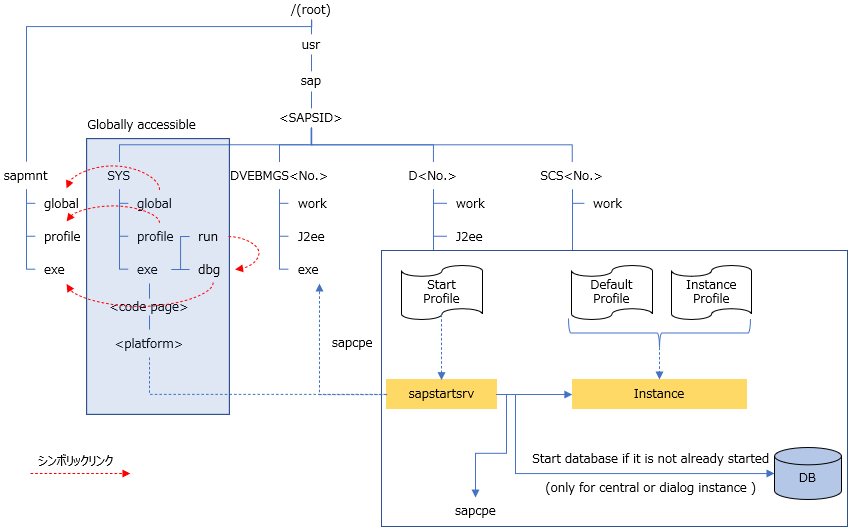 /(root)
usr
sap
<SAPSID>
Globally accessible
sapmnt
SYS
DVEBMGS<No.>
D<No.>
SCS<No.>
global
global
work
work
work
profile
profile
run
J2ee
J2ee
exe
exe
dbg
exe
Start
Profile
Default
Profile
Instance
Profile
<code page>
<platform>
sapcpe
sapstartsrv
Instance
シンボリックリンク
Start database if it is not already started
(only for central or dialog instance )
DB
sapcpe